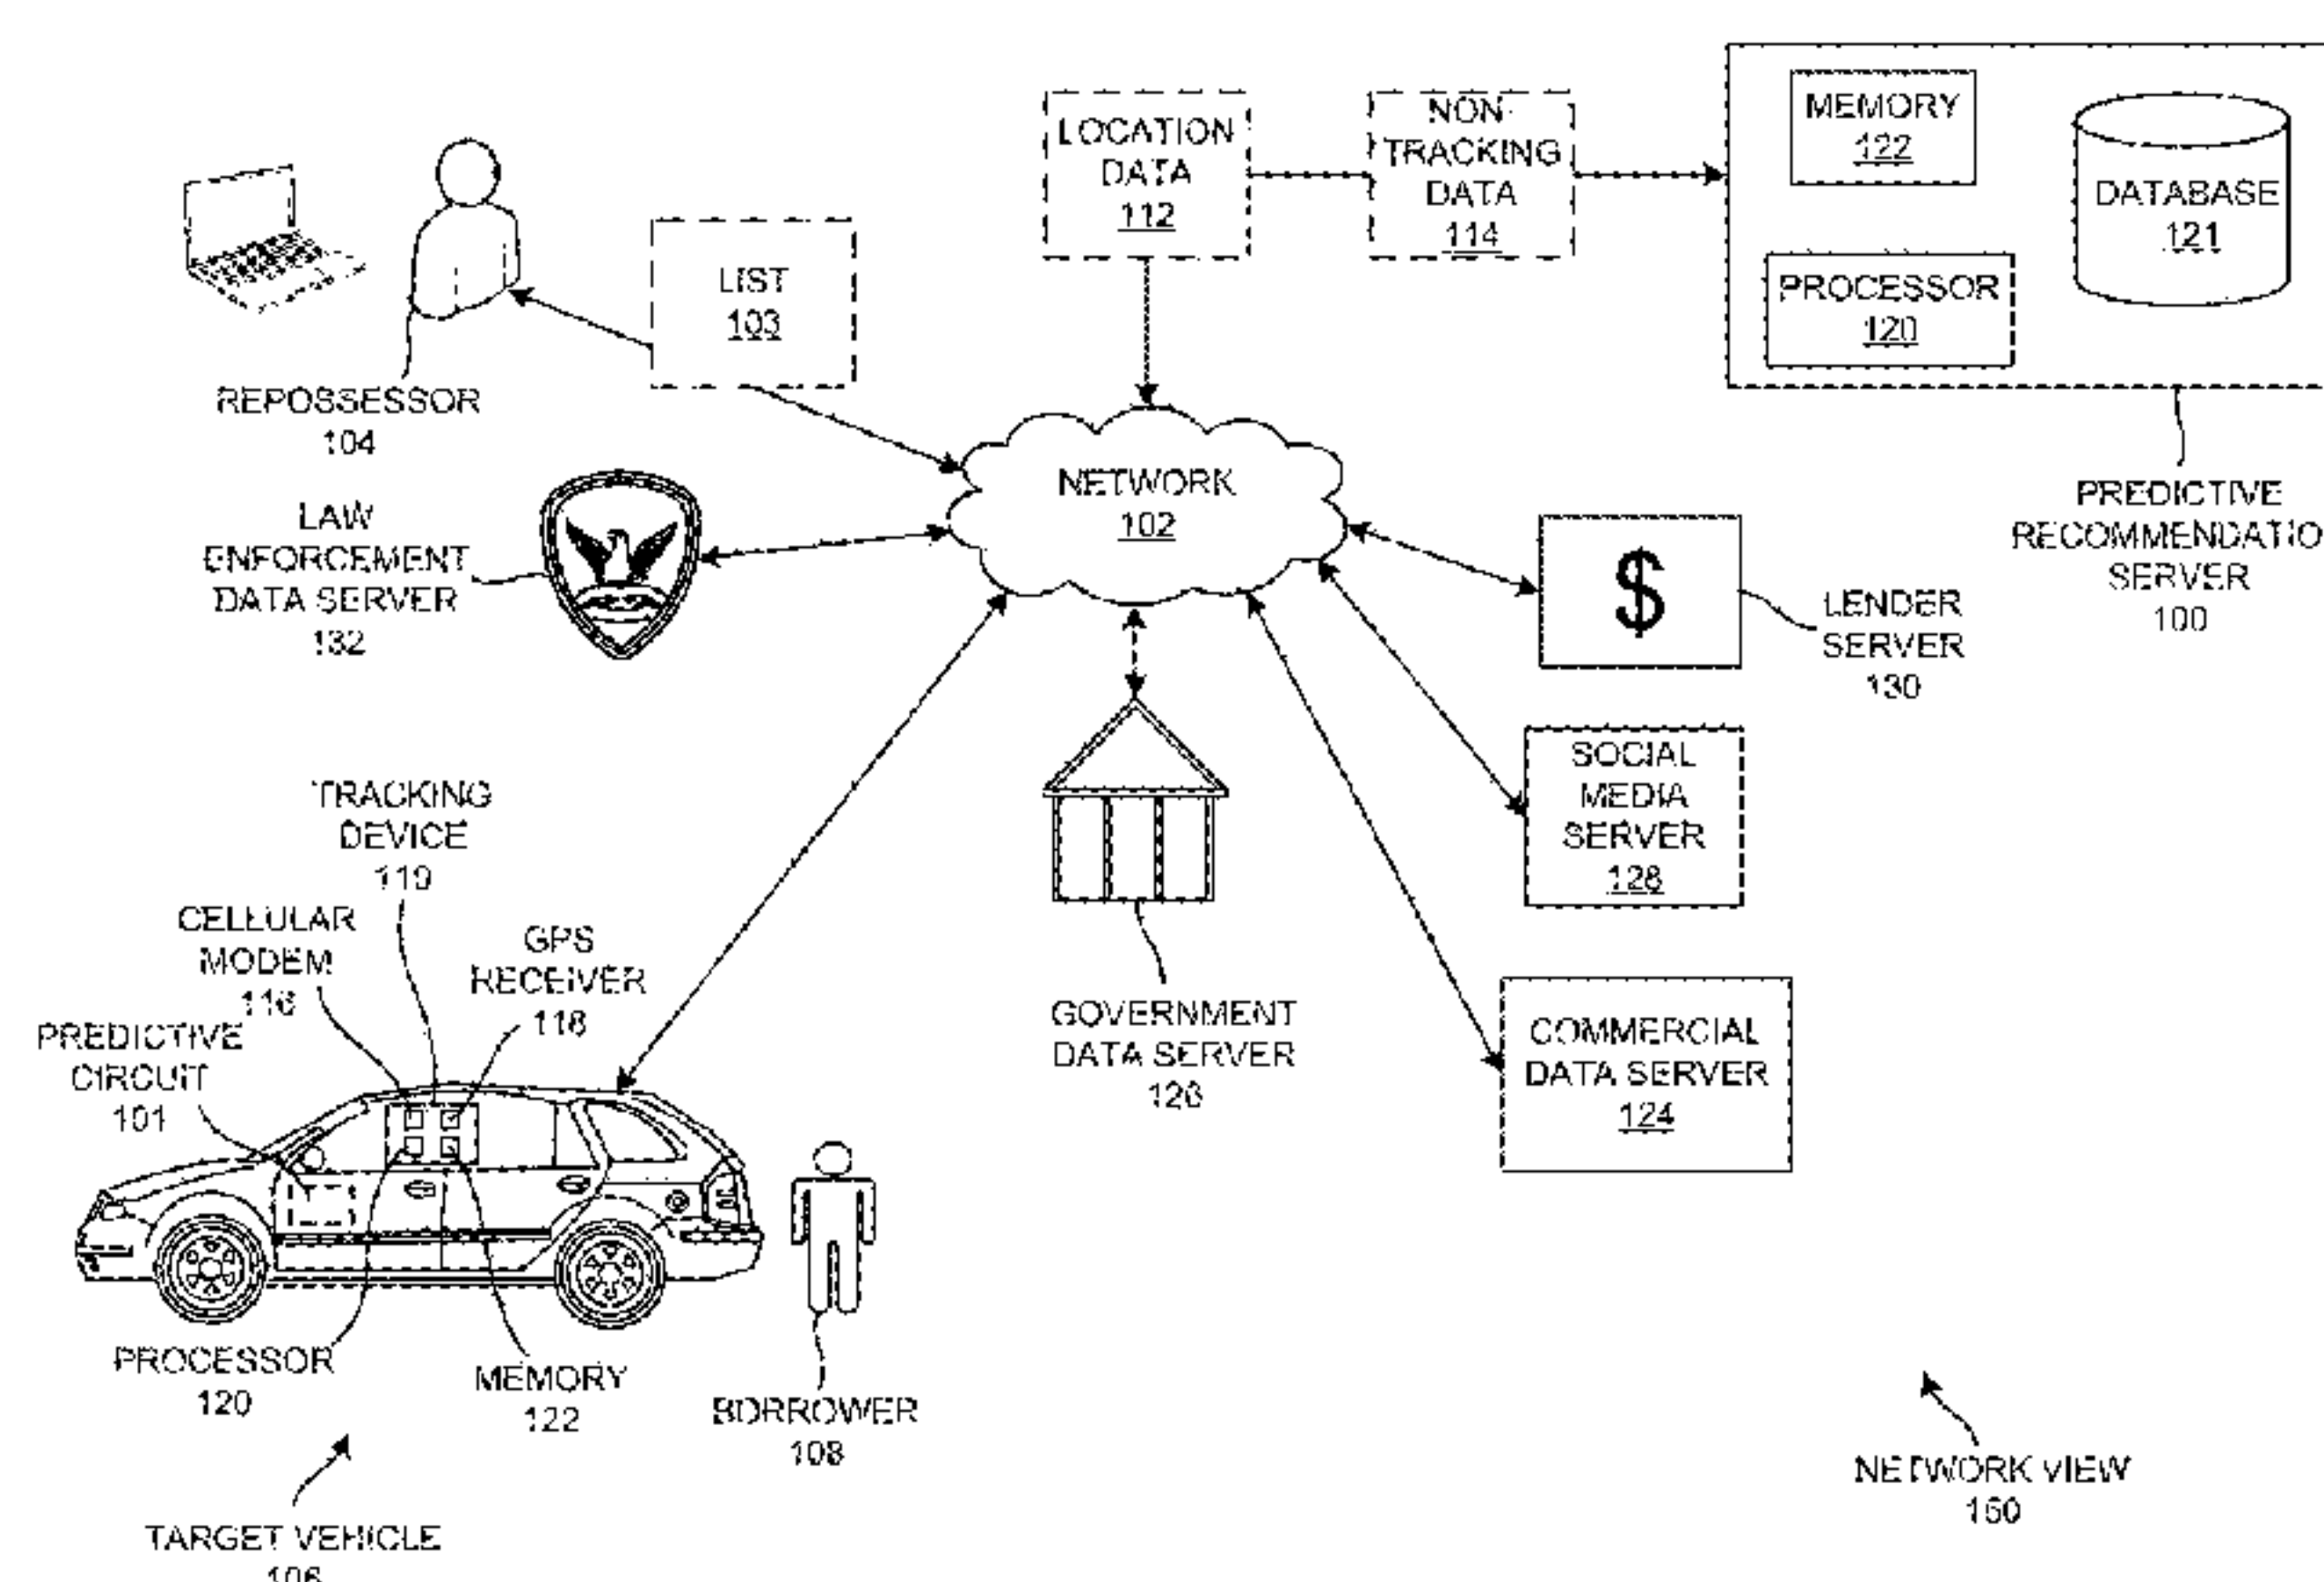 LOCATION
DATA
112
NON-
TRACKING
DATA
114
MEMORY
122
DATABASE
121
PROCESSOR
120
LIST
103
REPOSSESSOR
104
NETWORK
102
PREDICTIVE
RECOMMENDATIO
SERVER
100
LAW
ENFORCEMENT
DATA SERVER
132
$
LENDER
SERVER
130
SOCIAL
MEDIA
SERVER
128
TRACKING
DEVICE
110
CELLULAR
MODEM
116
GPS
RECEIVER
118
PREDICTIVE
CIRCUIT
101
GOVERNMENT
DATA SERVER
126
COMMERCIAL
DATA SERVER
124
PROCESSOR
120
MEMORY
122
BORROWER
108
TARGET VEHICLE
106
NETWORK VIEW
150